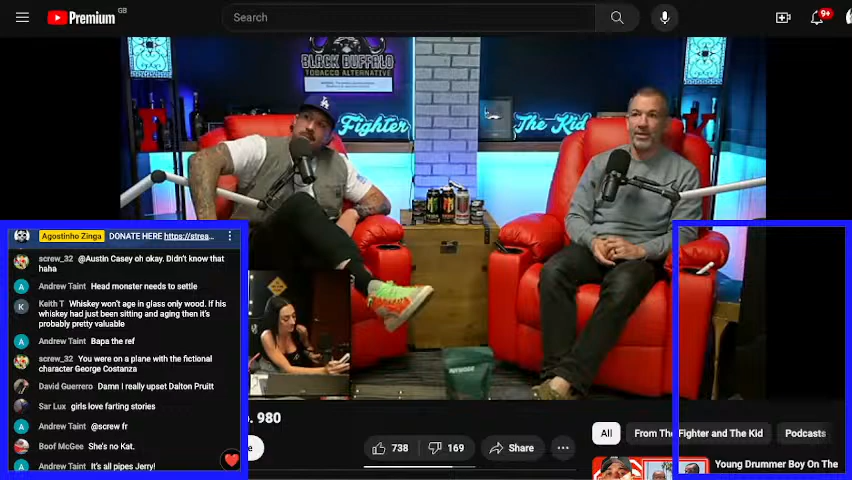 Premium GB
Search
9+
BLACK BUFFALO
TOBACCO ALTERNATIVE
Fighter
The Kid
Agostinho Zinga DONATE HERE https://strea...
screw_32 @Austin Casey oh okay. Didn't know that
haha
Andrew Taint Head monster needs to settle
Keith T Whiskey won't age in glass only wood. If his
whiskey had just been sitting and aging then it's
probably pretty valuable
Andrew Taint Bapa the ref
screw_32 You were on a plane with the fictional
character George Costanza
David Guerrero Damn I really upset Dalton Pruitt
Sar Lux girls love farting stories
Andrew Taint @screw fr
Boof McGee She's no Kat.
Andrew Taint It's all pipes Jerry!
980
738
169
Share
All
From The Fighter and The Kid
Podcasts
Young Drummer Boy On The